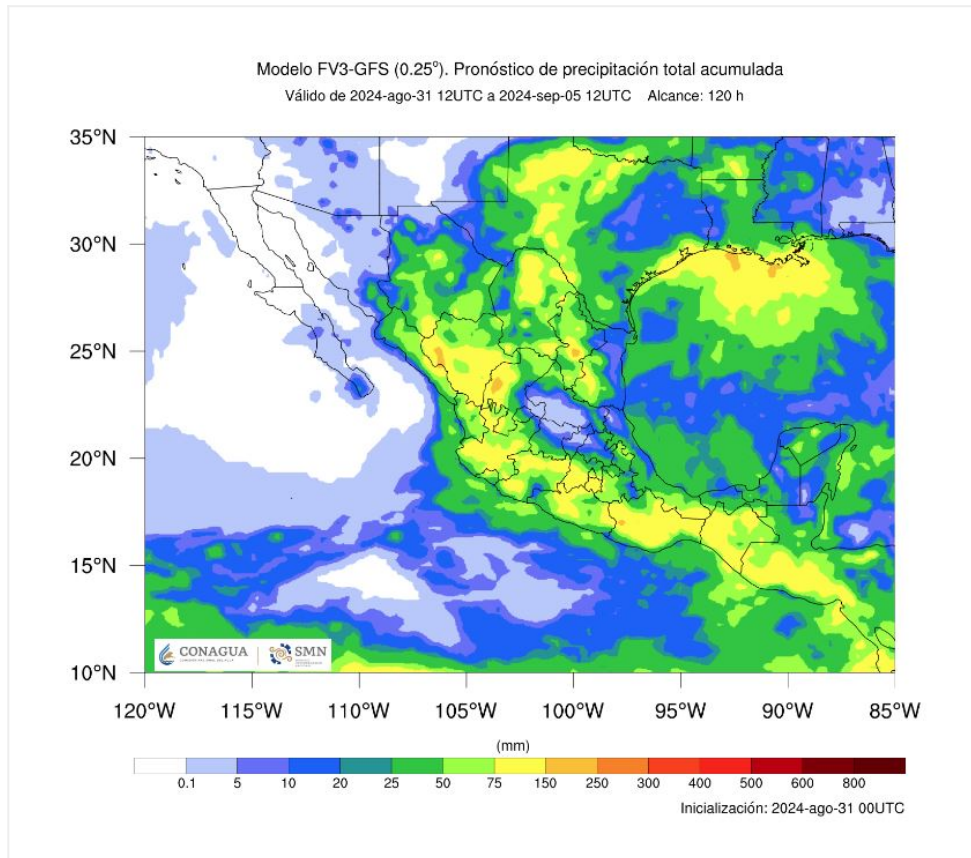 Modelo FV3-GFS (0.25°). Pronóstico de precipitación total acumulada
Válido de 2024-ago-31 12UTC a 2024-sep-05 12UTC Alcance: 120 h
35°N
30°N
25°N
20°N
15°N
10°N
CONAGUA
SMN
120°W 115°W 110°W 105°W 100°W 95°W 90°W 85°W
(mm)
0.1 5 10 20 25 50 75 150 250 300 400 500 600 800
Inicialización: 2024-ago-31 00UTC